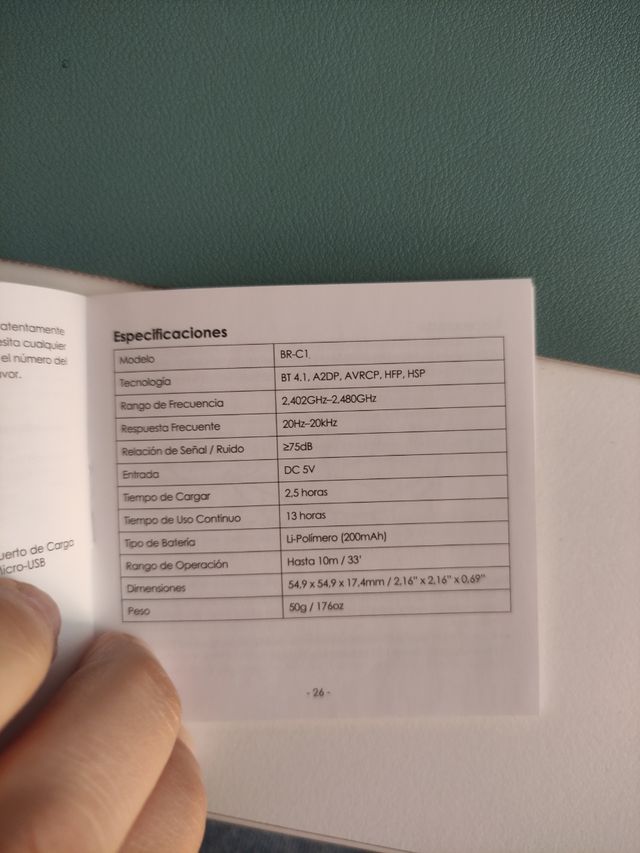 atentamente
esita cualquier
el número del
vor.
uerto de Carga
icro-USB
Especificaciones
Modelo BR-C1
Tecnología BT 4.1, A2DP, AVRCP, HFP, HSP
Rango de Frecuencia 2,402GHz–2,480GHz
Respuesta Frecuente 20Hz–20kHz
Relación de Señal / Ruido ≥75dB
Entrada DC 5V
Tiempo de Cargar 2,5 horas
Tiempo de Uso Continuo 13 horas
Tipo de Batería Li-Polímero (200mAh)
Rango de Operación Hasta 10m / 33'
Dimensiones 54,9 x 54,9 x 17,4mm / 2,16" x 2,16" x 0,69"
Peso 50g / 176oz
- 26 -